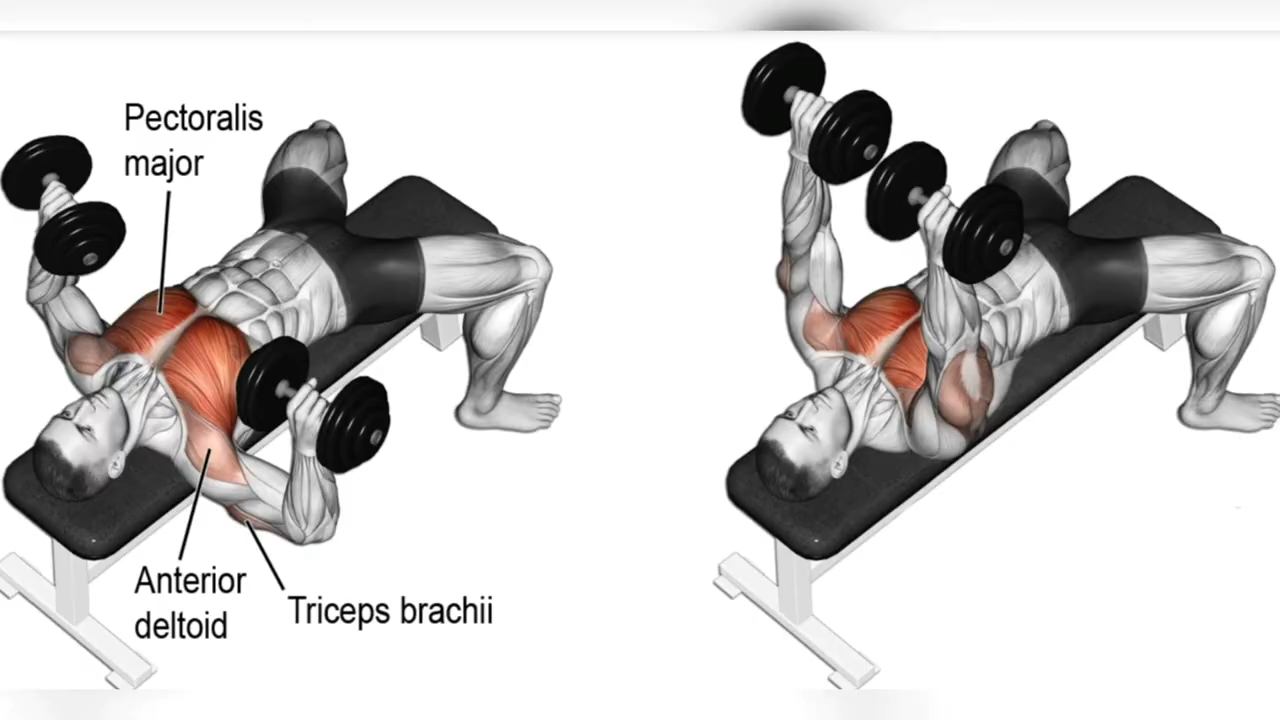 Pectoralis
major
Anterior
deltoid
Triceps brachii